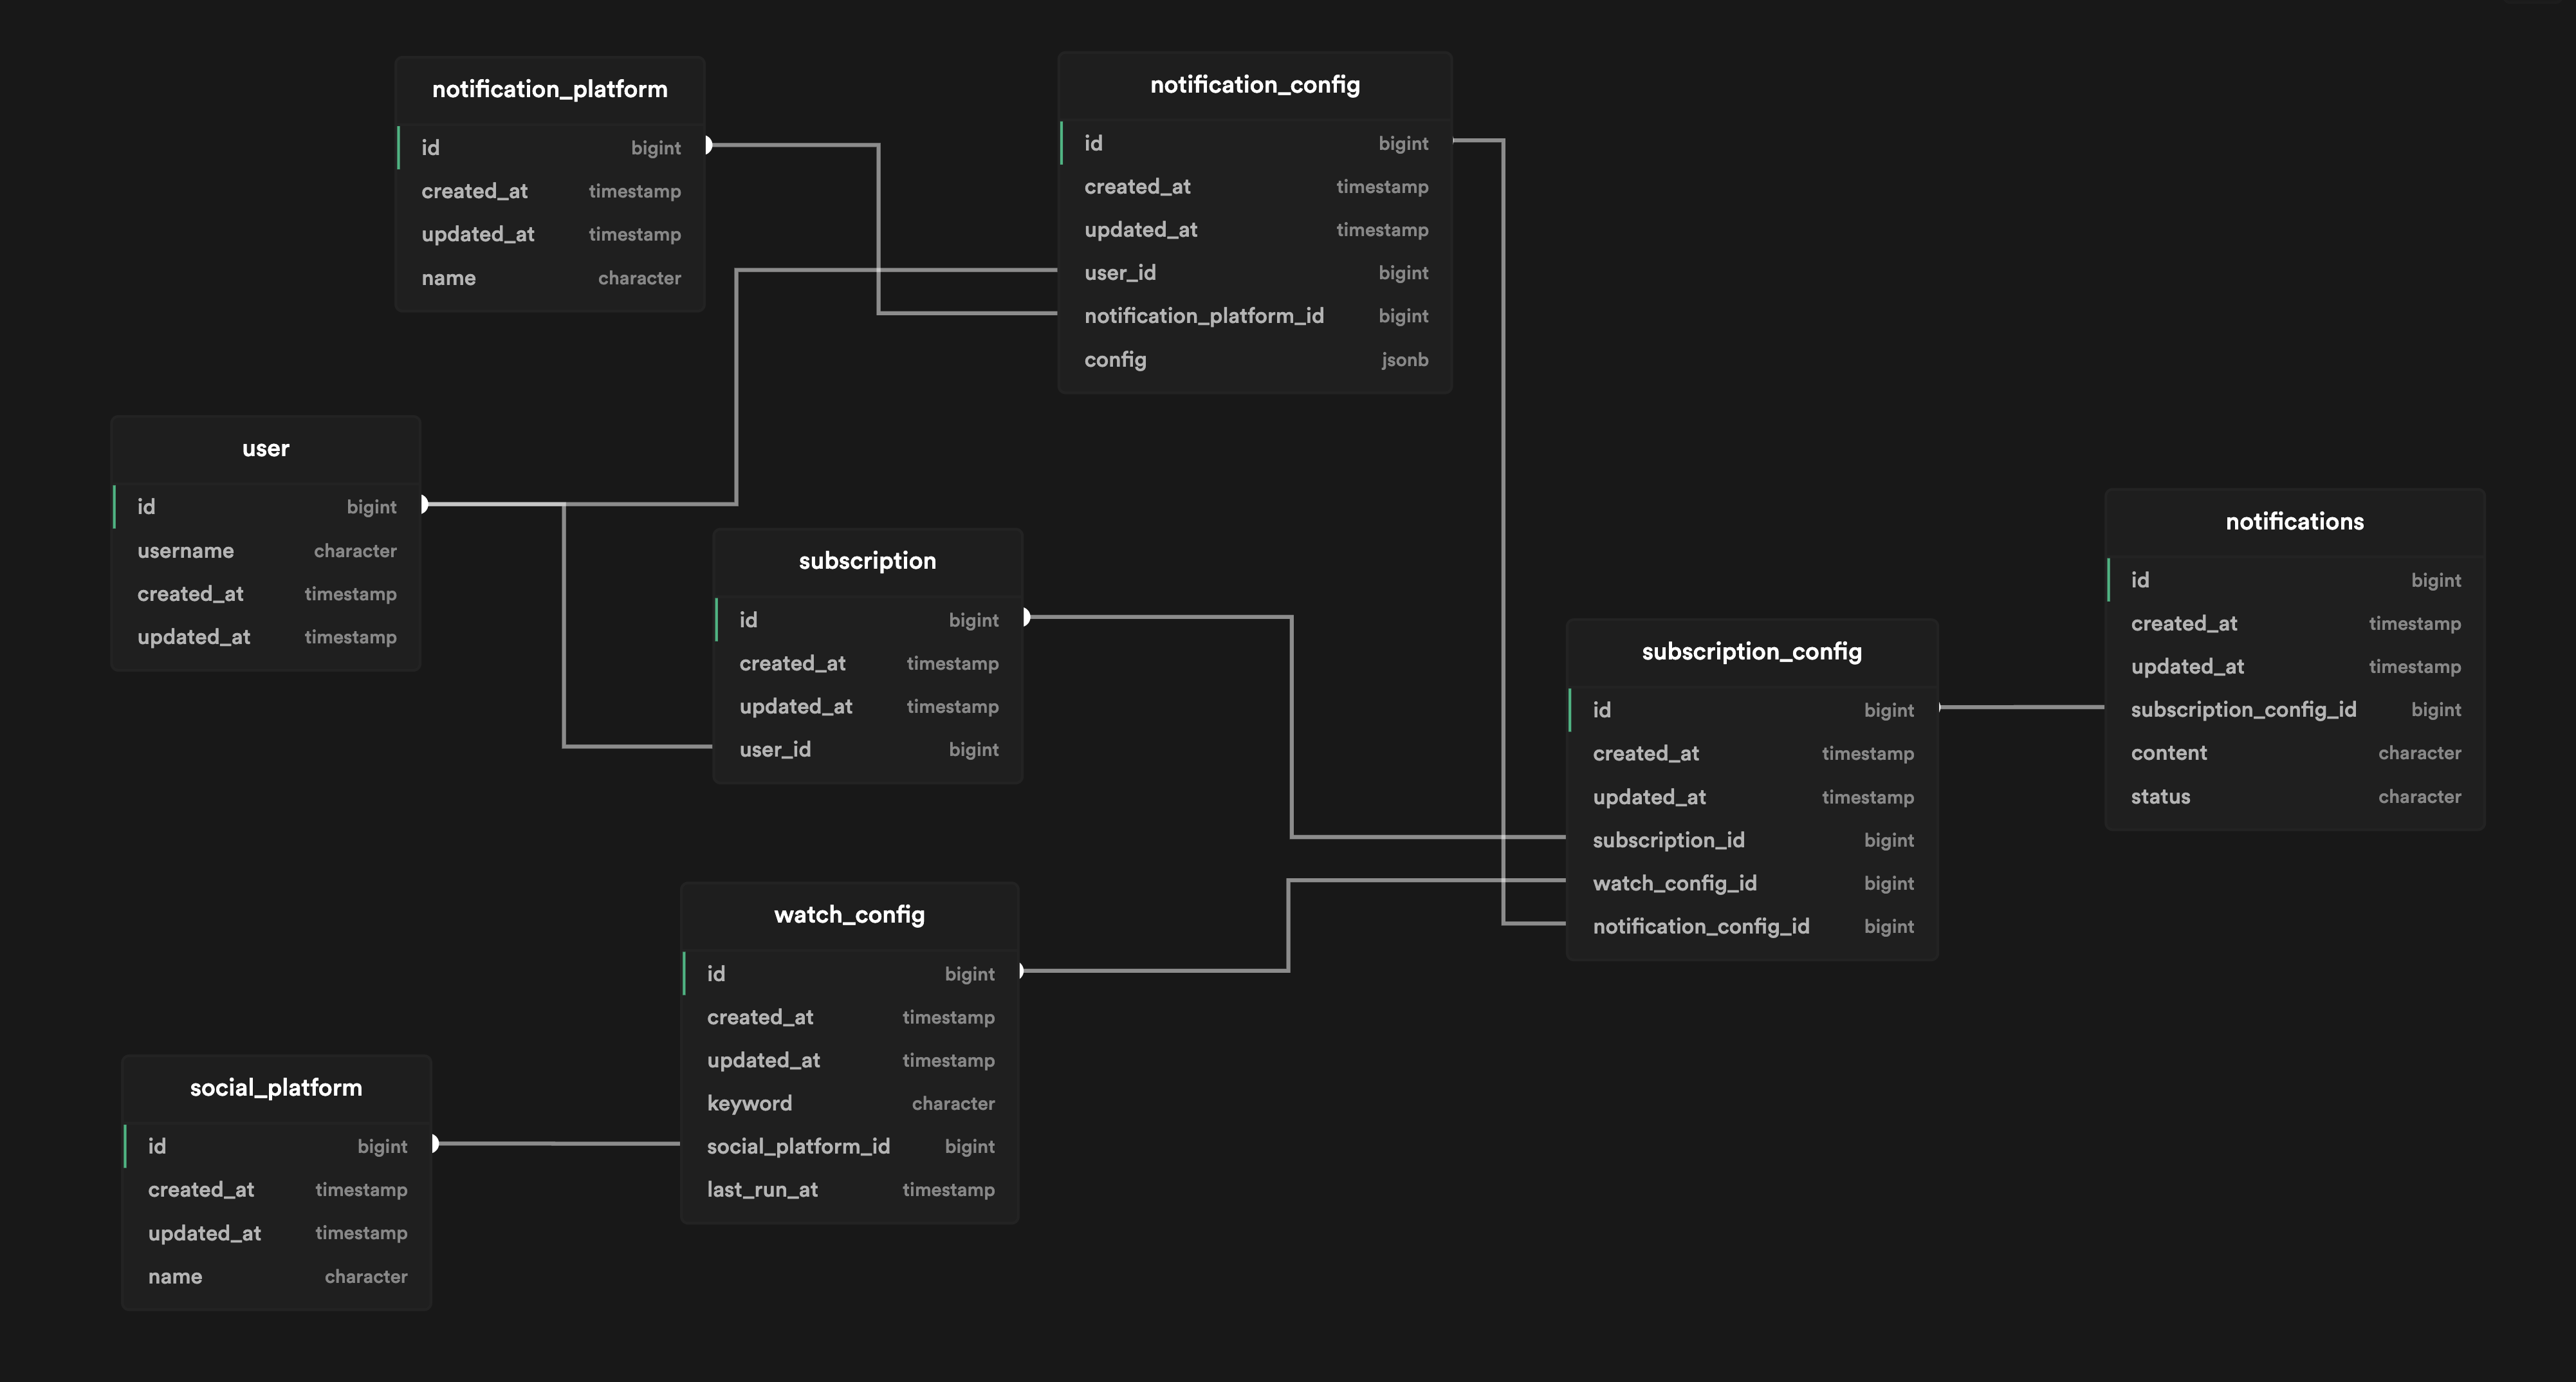 notification_platform
id bigint
created_at timestamp
updated_at timestamp
name character
notification_config
id bigint
created_at timestamp
updated_at timestamp
user_id bigint
notification_platform_id bigint
config jsonb
user
id bigint
username character
created_at timestamp
updated_at timestamp
subscription
id bigint
created_at timestamp
updated_at timestamp
user_id bigint
notifications
id bigint
created_at timestamp
updated_at timestamp
subscription_config_id bigint
content character
status character
subscription_config
id bigint
created_at timestamp
updated_at timestamp
subscription_id bigint
watch_config_id bigint
notification_config_id bigint
watch_config
id bigint
created_at timestamp
updated_at timestamp
keyword character
social_platform_id bigint
last_run_at timestamp
social_platform
id bigint
created_at timestamp
updated_at timestamp
name character